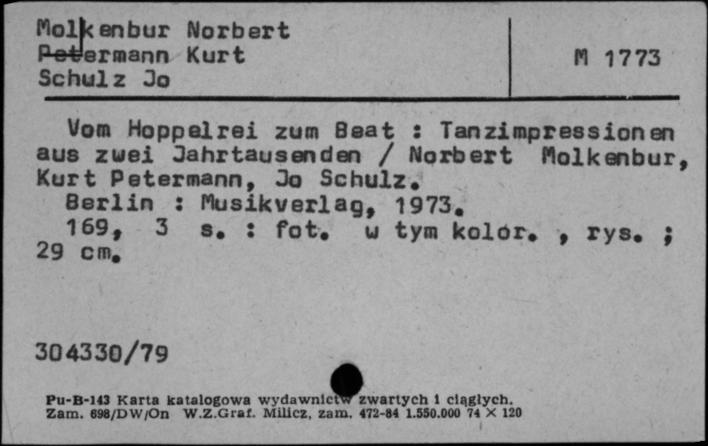 Molkenbur Norbert
Petermann Kurt
M 1773
Schulz Jo
Vom Hoppelrei zum Beat : Tanzimpressionen
aus zwei Jahrtausenden / Norbert Molkenbur,
Kurt Petermann, Jo Schulz.
Berlin : Musikverlag, 1973.
169, 3 s. : fot. w tym kolor. , rys. ;
29 cm.
304330/79
Pu-B-143 Karta katalogowa wydawnictw zwartych i ciągłych.
Zam. 698/DW/On W.Z.Graf. Milicz, zam. 472-84 1.550.000 74 X 120